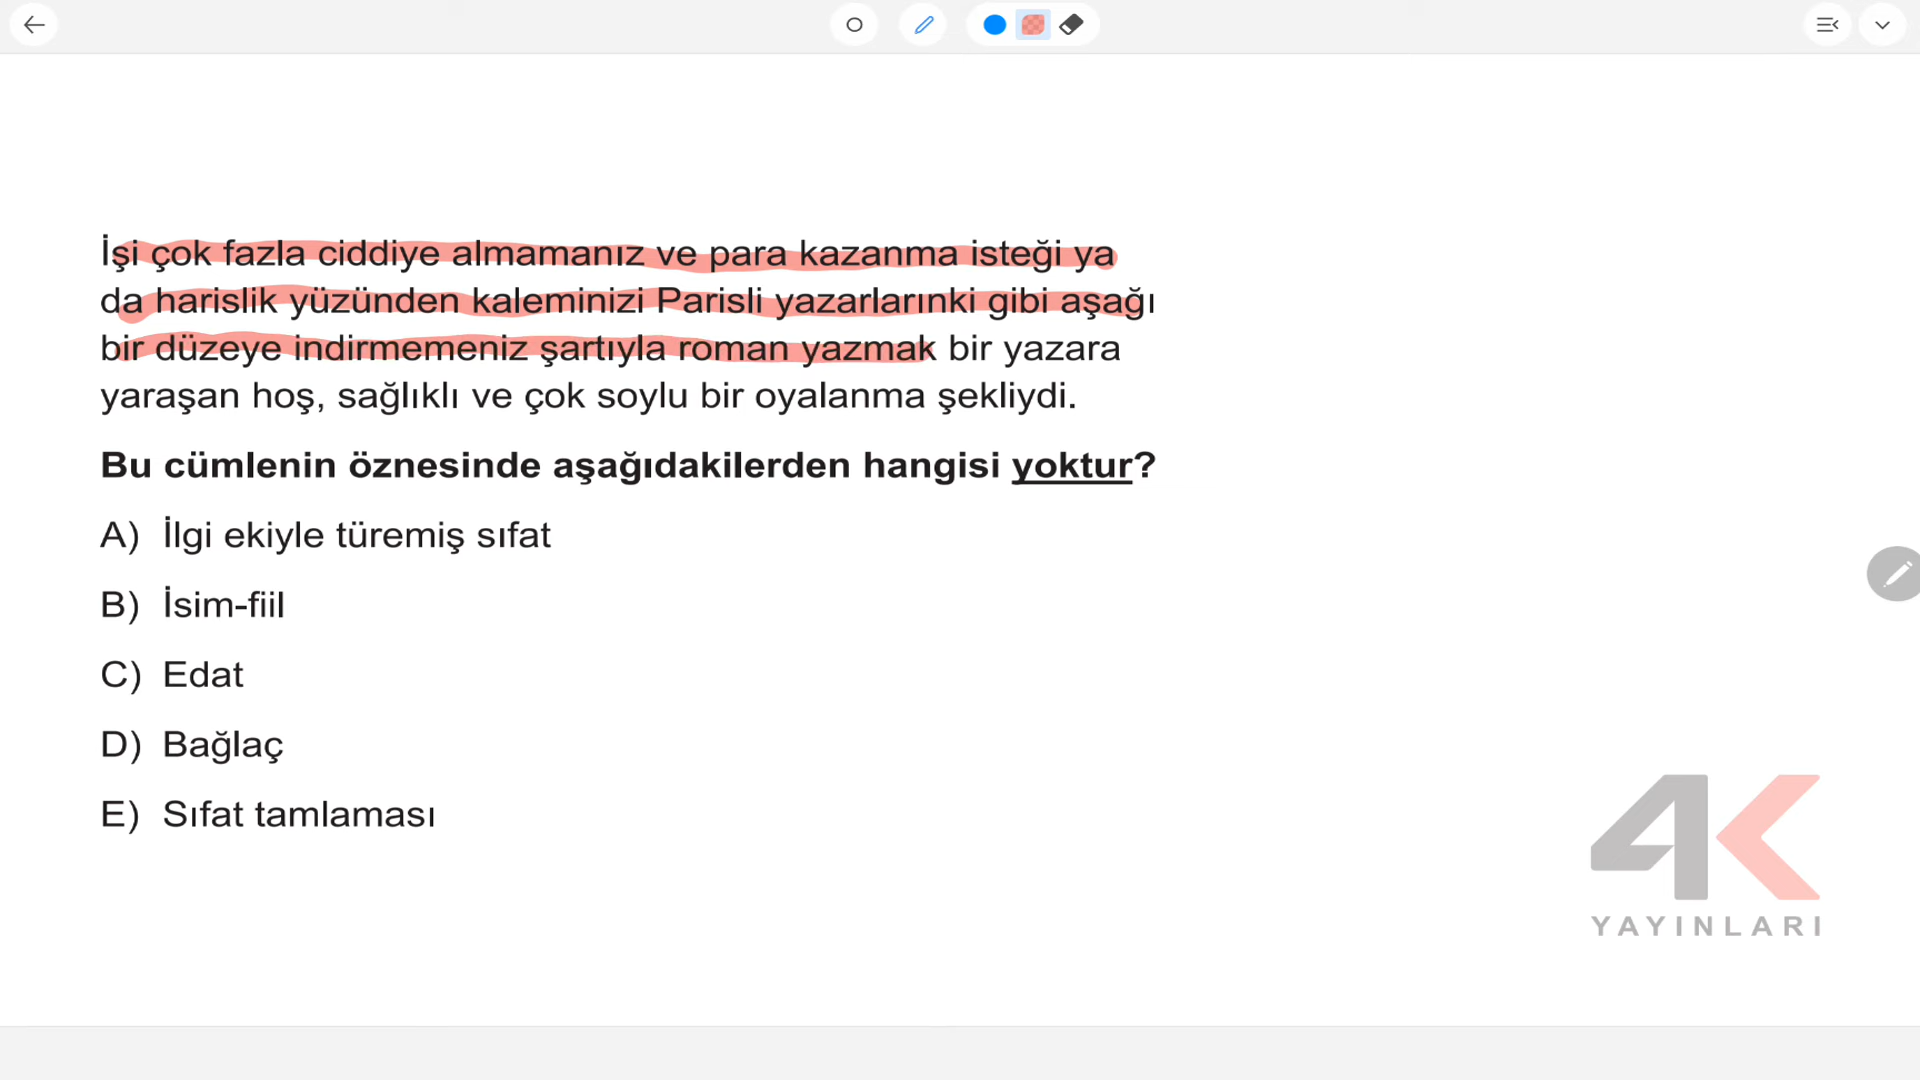 İşi çok fazla ciddiye almamanız ve para kazanma isteği ya
da harislik yüzünden kaleminizi Parisli yazarlarınki gibi aşağı
bir düzeye indirmemeniz şartıyla roman yazmak bir yazara
yaraşan hoş, sağlıklı ve çok soylu bir oyalanma şekliydi.
Bu cümlenin öznesinde aşağıdakilerden hangisi yoktur?
A) İlgi ekiyle türemiş sıfat
B) İsim-fiil
C) Edat
D) Bağlaç
E) Sıfat tamlaması
4K
YAYINLARI